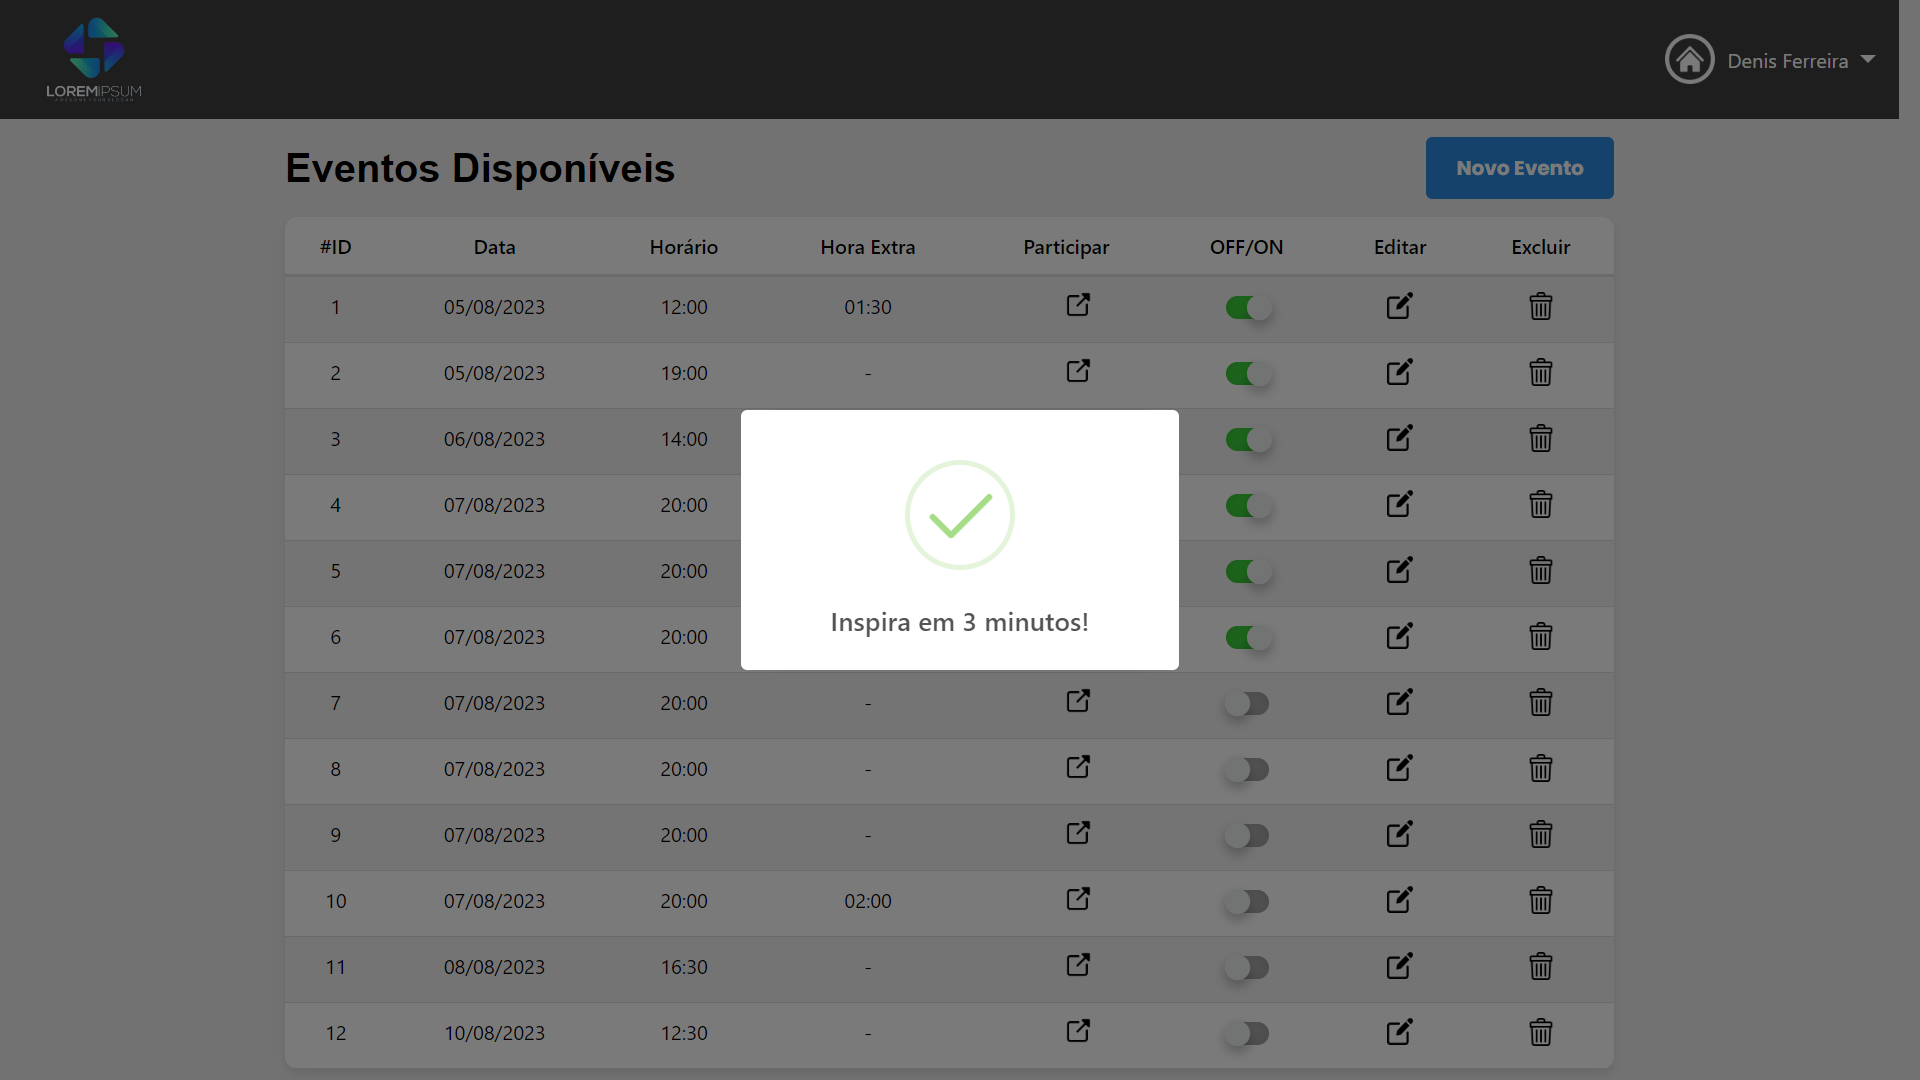 LOREMIPSUM
Denis Ferreira
Eventos Disponíveis
Novo Evento
#ID Data Horário Hora Extra Participar OFF/ON Editar Excluir
1 05/08/2023 12:00 01:30
2 05/08/2023 19:00 -
3 06/08/2023 14:00
4 07/08/2023 20:00
5 07/08/2023 20:00
6 07/08/2023 20:00
Inspira em 3 minutos!
7 07/08/2023 20:00 -
8 07/08/2023 20:00 -
9 07/08/2023 20:00 -
10 07/08/2023 20:00 02:00
11 08/08/2023 16:30 -
12 10/08/2023 12:30 -